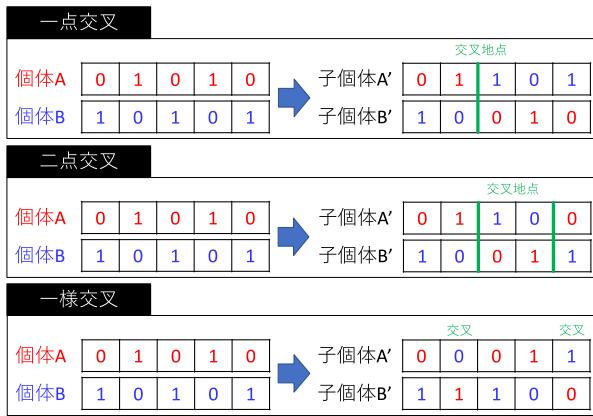 一点交叉
交叉地点
個体A 0 1 0 1 0 子個体A’ 0 1 1 0 1
個体B 1 0 1 0 1 子個体B’ 1 0 0 1 0
二点交叉
交叉地点
個体A 0 1 0 1 0 子個体A’ 0 1 1 0 0
個体B 1 0 1 0 1 子個体B’ 1 0 0 1 1
一様交叉
交叉 交叉
個体A 0 1 0 1 0 子個体A’ 0 0 0 1 1
個体B 1 0 1 0 1 子個体B’ 1 1 1 0 0